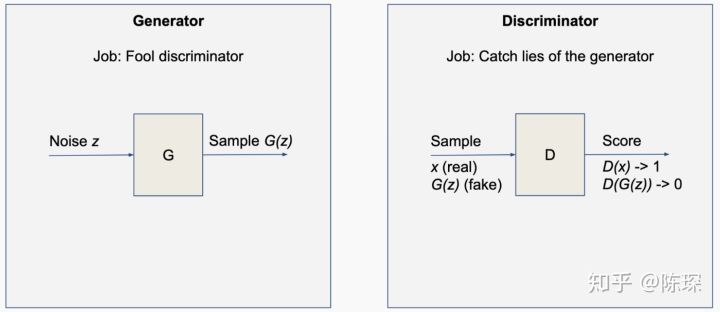 Generator
Job: Fool discriminator
Noise z
G
Sample G(z)
Discriminator
Job: Catch lies of the generator
Sample
x (real)
G(z) (fake)
D
Score
D(x) -> 1
D(G(z)) -> 0
知乎 @陈琛